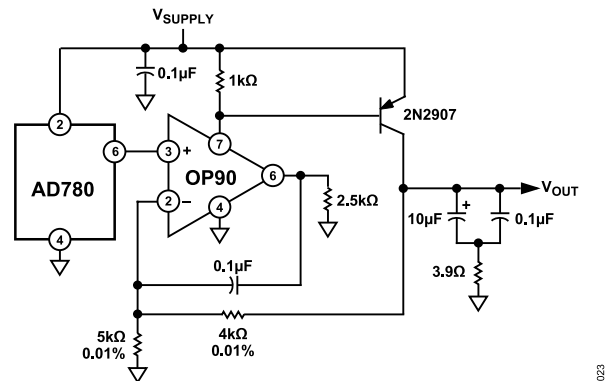 VSUPPLY
0.1µF
1kΩ
2N2907
2
6
AD780
4
3
+
7
OP90
6
2
–
4
2.5kΩ
VOUT
10µF
+
0.1µF
3.9Ω
0.1µF
5kΩ
0.01%
4kΩ
0.01%
023